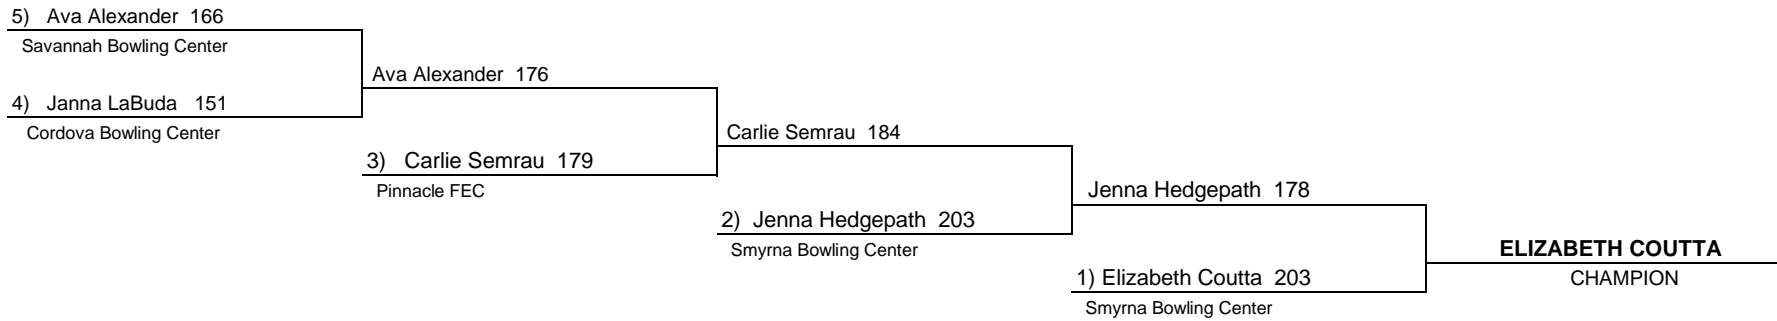 5) Ava Alexander 166
Savannah Bowling Center
Ava Alexander 176
4) Janna LaBuda 151
Cordova Bowling Center
Carlie Semrau 184
3) Carlie Semrau 179
Pinnacle FEC
Jenna Hedgepath 178
2) Jenna Hedgepath 203
Smyrna Bowling Center
ELIZABETH COUTTA
CHAMPION
1) Elizabeth Coutta 203
Smyrna Bowling Center